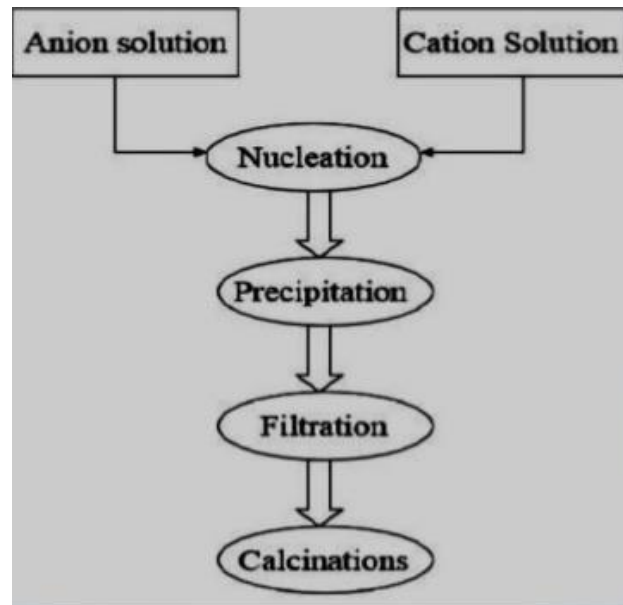 Anion solution
Cation Solution
Nucleation
Precipitation
Filtration
Calcinations